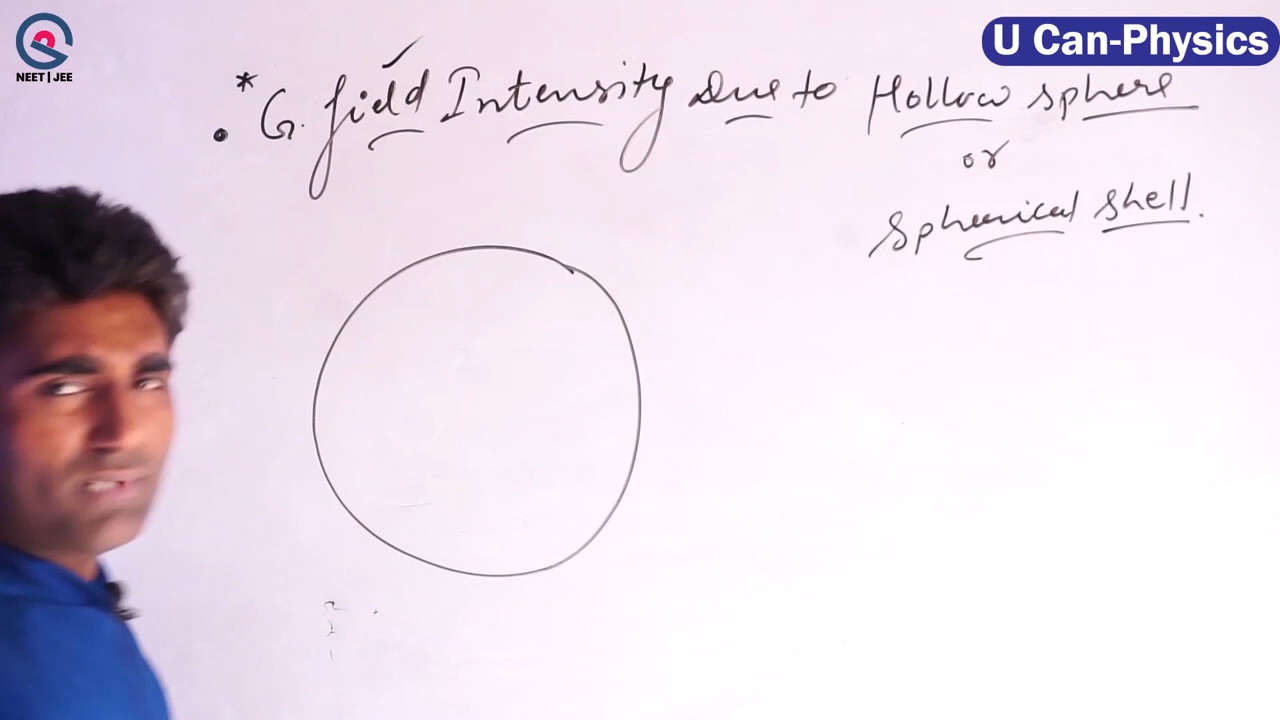 NEET | JEE
U Can-Physics
* G. field Intensity Due to Hollow sphere
or
Spherical shell.